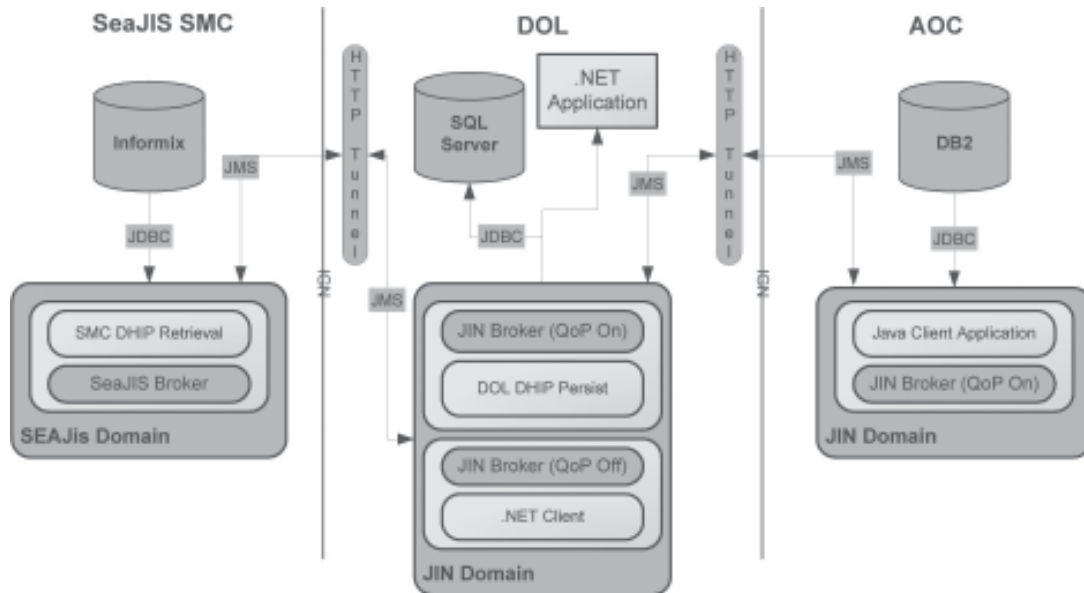 SeaJIS SMC
DOL
AOC
HTTP Tunnel
HTTP Tunnel
.NET
Application
Informix
SQL
Server
DB2
JMS
JMS
JMS
JDBC
JDBC
JDBC
IGN
IGN
JMS
SMC DHIP Retrieval
SeaJIS Broker
SEAJis Domain
JIN Broker (QoP On)
DOL DHIP Persist
JIN Broker (QoP Off)
.NET Client
JIN Domain
Java Client Application
JIN Broker (QoP On)
JIN Domain